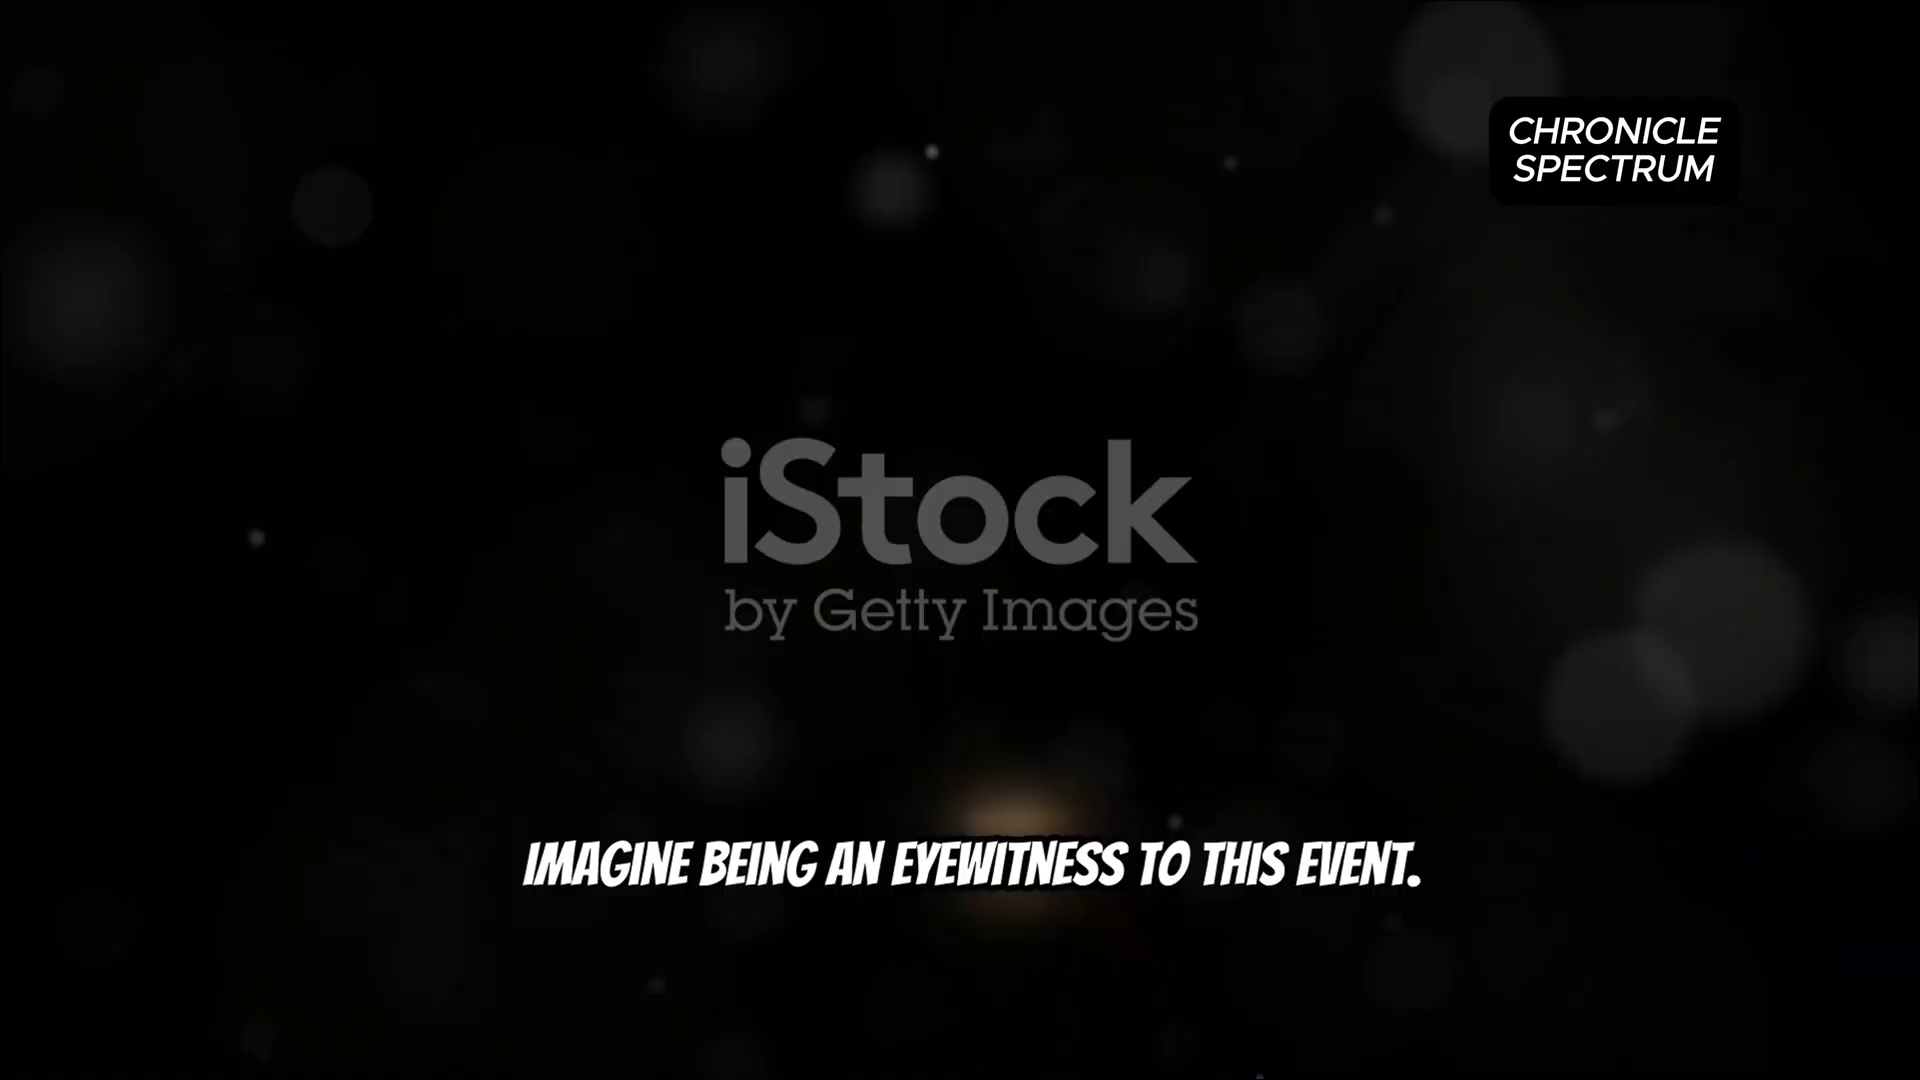 CHRONICLE
SPECTRUM
iStock
by Getty Images
IMAGINE BEING AN EYEWITNESS TO THIS EVENT.